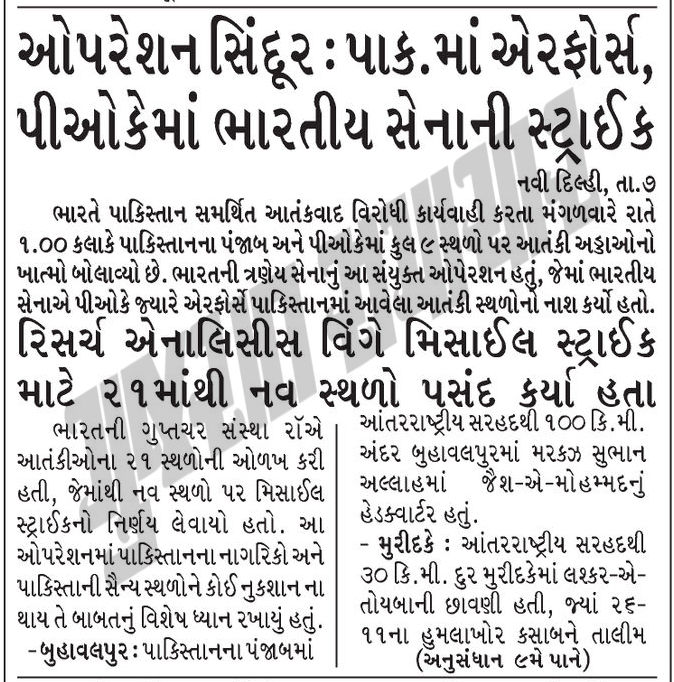 ઓપરેશન સિંદૂર : પાક.માં એરફોર્સ,
પીઓકેમાં ભારતીય સેનાની સ્ટ્રાઈક
નવી દિલ્હી, તા.૭
ભારતે પાકિસ્તાન સમર્થિત આતંકવાદ વિરોધી કાર્યવાહી કરતા મંગળવારે રાતે
૧.૦૦ કલાકે પાકિસ્તાનના પંજાબ અને પીઓકેમાં કુલ ૯ સ્થળો પર આતંકી અડ્ડાઓનો
ખાત્મો બોલાવ્યો છે. ભારતની ત્રણેય સેનાનું આ સંયુક્ત ઓપરેશન હતું, જેમાં ભારતીય
સેનાએ પીઓકે જ્યારે એરફોર્સે પાકિસ્તાનમાં આવેલા આતંકી સ્થળોનો નાશ કર્યો હતો.
રિસર્ચ એનાલિસીસ વિંગે મિસાઈલ સ્ટ્રાઈક
માટે ૨૧માંથી નવ સ્થળો પસંદ કર્યા હતા
ભારતની ગુપ્તચર સંસ્થા રૉએ
આતંકીઓના ૨૧ સ્થળોની ઓળખ કરી
હતી, જેમાંથી નવ સ્થળો પર મિસાઈલ
સ્ટ્રાઈકનો નિર્ણય લેવાયો હતો. આ
ઓપરેશનમાં પાકિસ્તાનના નાગરિકો અને
પાકિસ્તાની સૈન્ય સ્થળોને કોઈ નુકશાન ના
થાય તે બાબતનું વિશેષ ધ્યાન રખાયું હતું.
-બુહાવલપુર : પાકિસ્તાનના પંજાબમાં
આંતરરાષ્ટ્રીય સરહદથી ૧૦૦ કિ.મી.
અંદર બુહાવલપુરમાં મરકઝ સુભાન
અલ્લાહમાં જૈશ-એ-મોહમ્મદનું
હેડક્વાર્ટર હતું.
- મુરીદકે : આંતરરાષ્ટ્રીય સરહદથી
૩૦ કિ.મી. દુર મુરીદકેમાં લશ્કર-એ-
તોયબાની છાવણી હતી, જ્યાં ૨૬-
૧૧ના હુમલાખોર કસાબને તાલીમ
(અનુસંધાન ૯મે પાને)